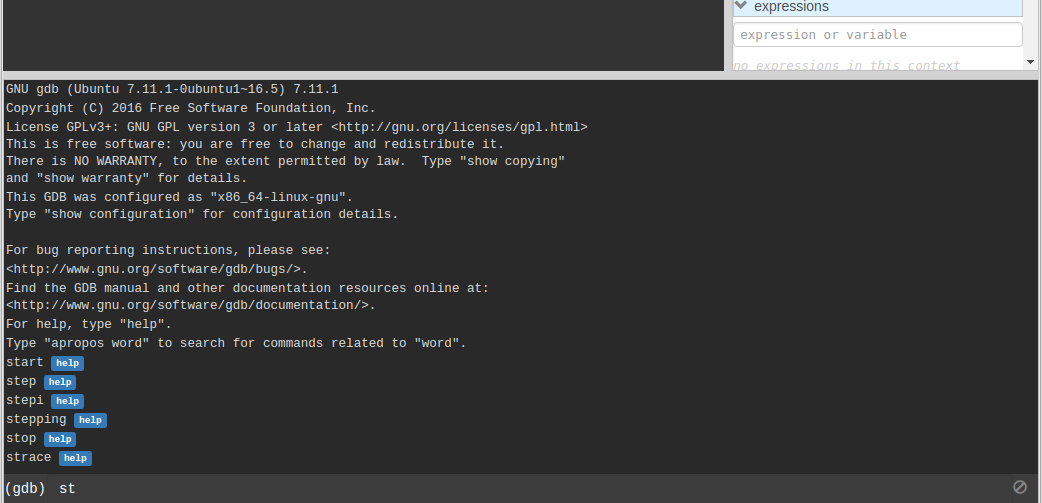 expressions
expression or variable
no expressions in this context
GNU gdb (Ubuntu 7.11.1-0ubuntu1~16.5) 7.11.1
Copyright (C) 2016 Free Software Foundation, Inc.
License GPLv3+: GNU GPL version 3 or later <http://gnu.org/licenses/gpl.html>
This is free software: you are free to change and redistribute it.
There is NO WARRANTY, to the extent permitted by law.  Type "show copying"
and "show warranty" for details.
This GDB was configured as "x86_64-linux-gnu".
Type "show configuration" for configuration details.
For bug reporting instructions, please see:
<http://www.gnu.org/software/gdb/bugs/>.
Find the GDB manual and other documentation resources online at:
<http://www.gnu.org/software/gdb/documentation/>.
For help, type "help".
Type "apropos word" to search for commands related to "word".
start help
step help
stepi help
stepping help
stop help
strace help
(gdb) st